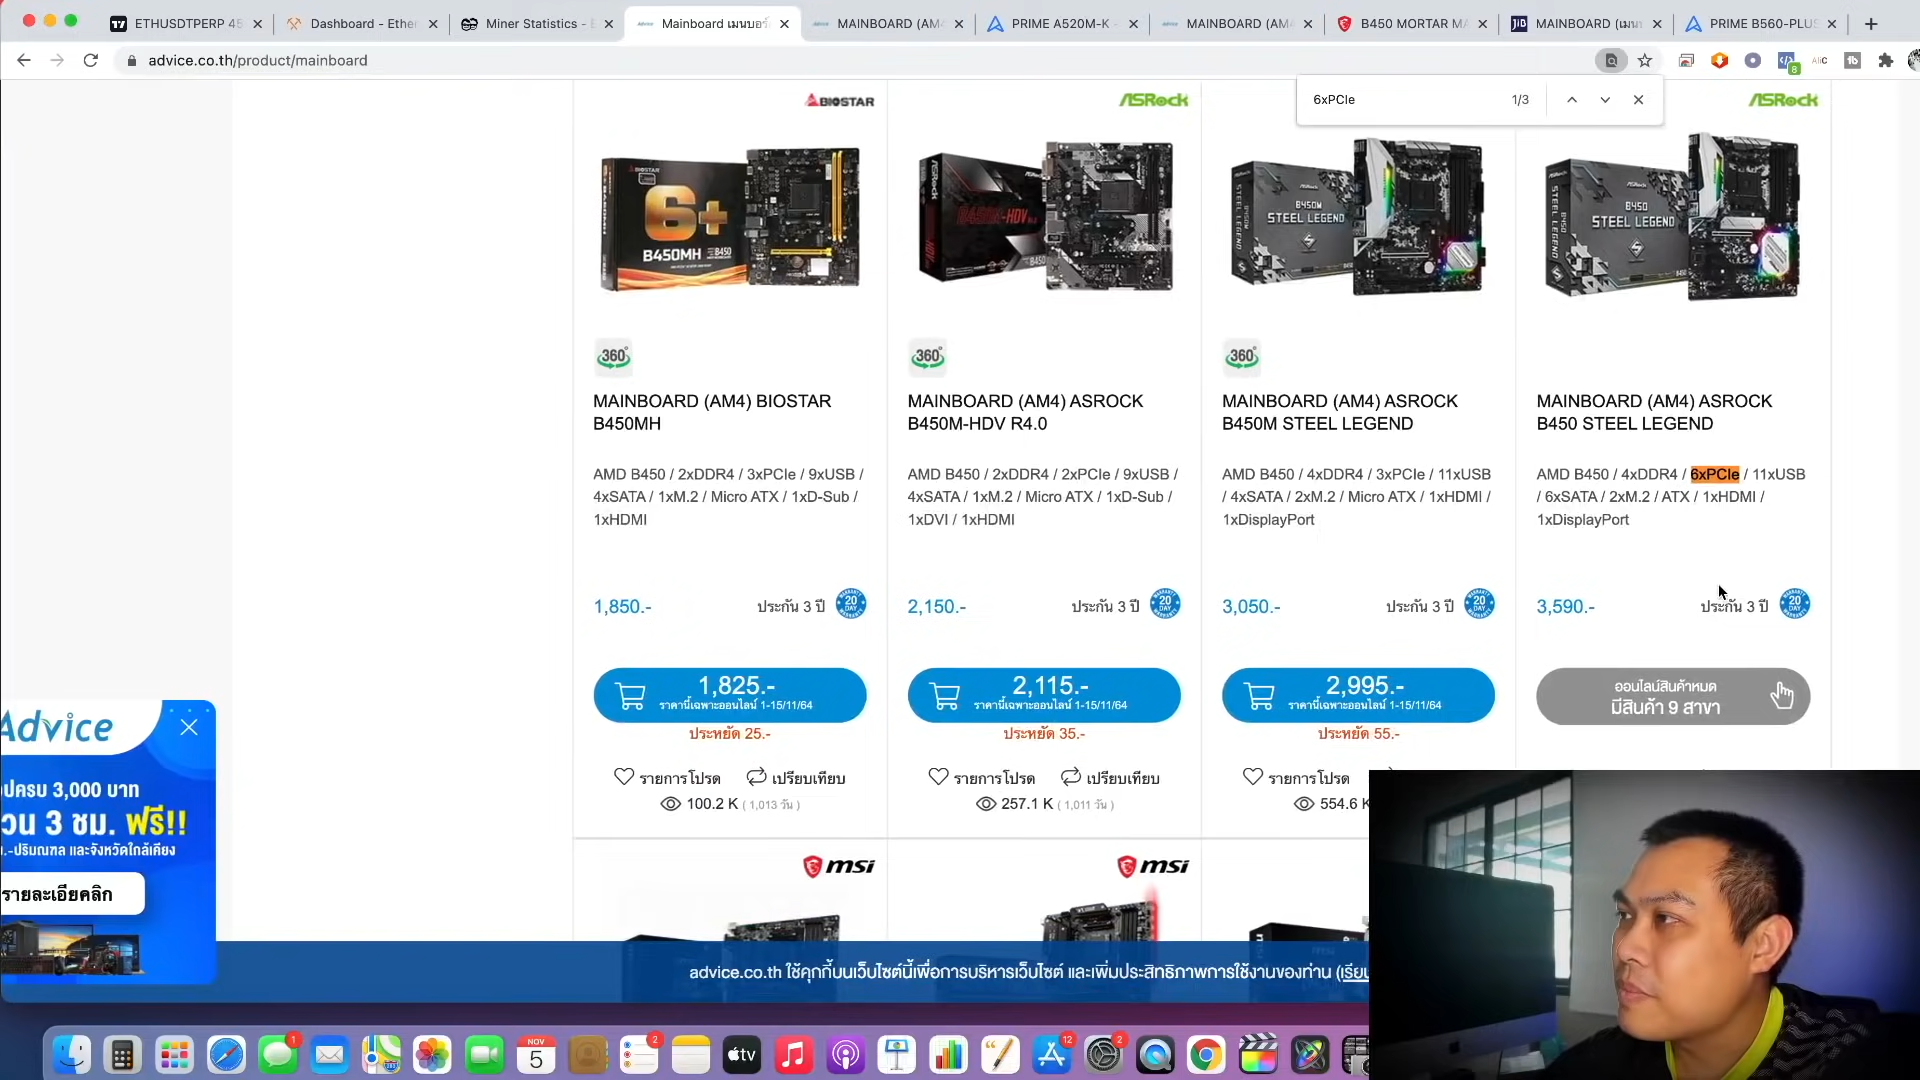 ETHUSDTPERP 45
Dashboard - Ether
Miner Statistics - E
Mainboard เมนบอร์
MAINBOARD (AM4
PRIME A520M-K -
MAINBOARD (AM4
B450 MORTAR MA
MAINBOARD (เมน
PRIME B560-PLUS
advice.co.th/product/mainboard
6xPCIe
1/3
BIOSTAR
ASRock
ASRock
6+
B450MH
B450M-HDV
STEEL LEGEND
B450
STEEL LEGEND
360°
360°
360°
MAINBOARD (AM4) BIOSTAR
B450MH
AMD B450 / 2xDDR4 / 3xPCIe / 9xUSB /
4xSATA / 1xM.2 / Micro ATX / 1xD-Sub /
1xHDMI
1,850.-
ประกัน 3 ปี
20 DAY
1,825.-
ราคานี้เฉพาะออนไลน์ 1-15/11/64
ประหยัด 25.-
รายการโปรด
เปรียบเทียบ
100.2 K ( 1,013 วัน )
MAINBOARD (AM4) ASROCK
B450M-HDV R4.0
AMD B450 / 2xDDR4 / 2xPCIe / 9xUSB /
4xSATA / 1xM.2 / Micro ATX / 1xD-Sub /
1xDVI / 1xHDMI
2,150.-
ประกัน 3 ปี
20 DAY
2,115.-
ราคานี้เฉพาะออนไลน์ 1-15/11/64
ประหยัด 35.-
รายการโปรด
เปรียบเทียบ
257.1 K ( 1,011 วัน )
MAINBOARD (AM4) ASROCK
B450M STEEL LEGEND
AMD B450 / 4xDDR4 / 3xPCIe / 11xUSB
/ 4xSATA / 2xM.2 / Micro ATX / 1xHDMI /
1xDisplayPort
3,050.-
ประกัน 3 ปี
20 DAY
2,995.-
ราคานี้เฉพาะออนไลน์ 1-15/11/64
ประหยัด 55.-
รายการโปรด
554.6 K
MAINBOARD (AM4) ASROCK
B450 STEEL LEGEND
AMD B450 / 4xDDR4 / 6xPCIe / 11xUSB
/ 6xSATA / 2xM.2 / ATX / 1xHDMI /
1xDisplayPort
3,590.-
ประกัน 3 ปี
20 DAY
ออนไลน์สินค้าหมด
มีสินค้า 9 สาขา
msi
msi
Advice
ปครบ 3,000 บาท
วน 3 ชม. ฟรี!!
.-ปริมณฑล และจังหวัดใกล้เคียง
รายละเอียดคลิก
advice.co.th ใช้คุกกี้บนเว็บไซต์นี้เพื่อการบริหารเว็บไซต์ และเพิ่มประสิทธิภาพการใช้งานของท่าน (เรีย
NOV
5
tv